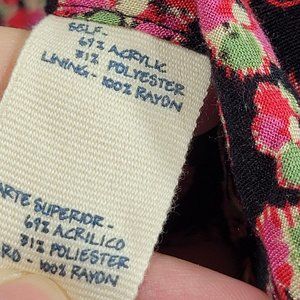 SELF-
69% ACRYLIC
31% POLYESTER
LINING - 100% RAYON
ARTE SUPERIOR -
69% ACRILICO
31% POLIESTER
RO - 100% RAYON